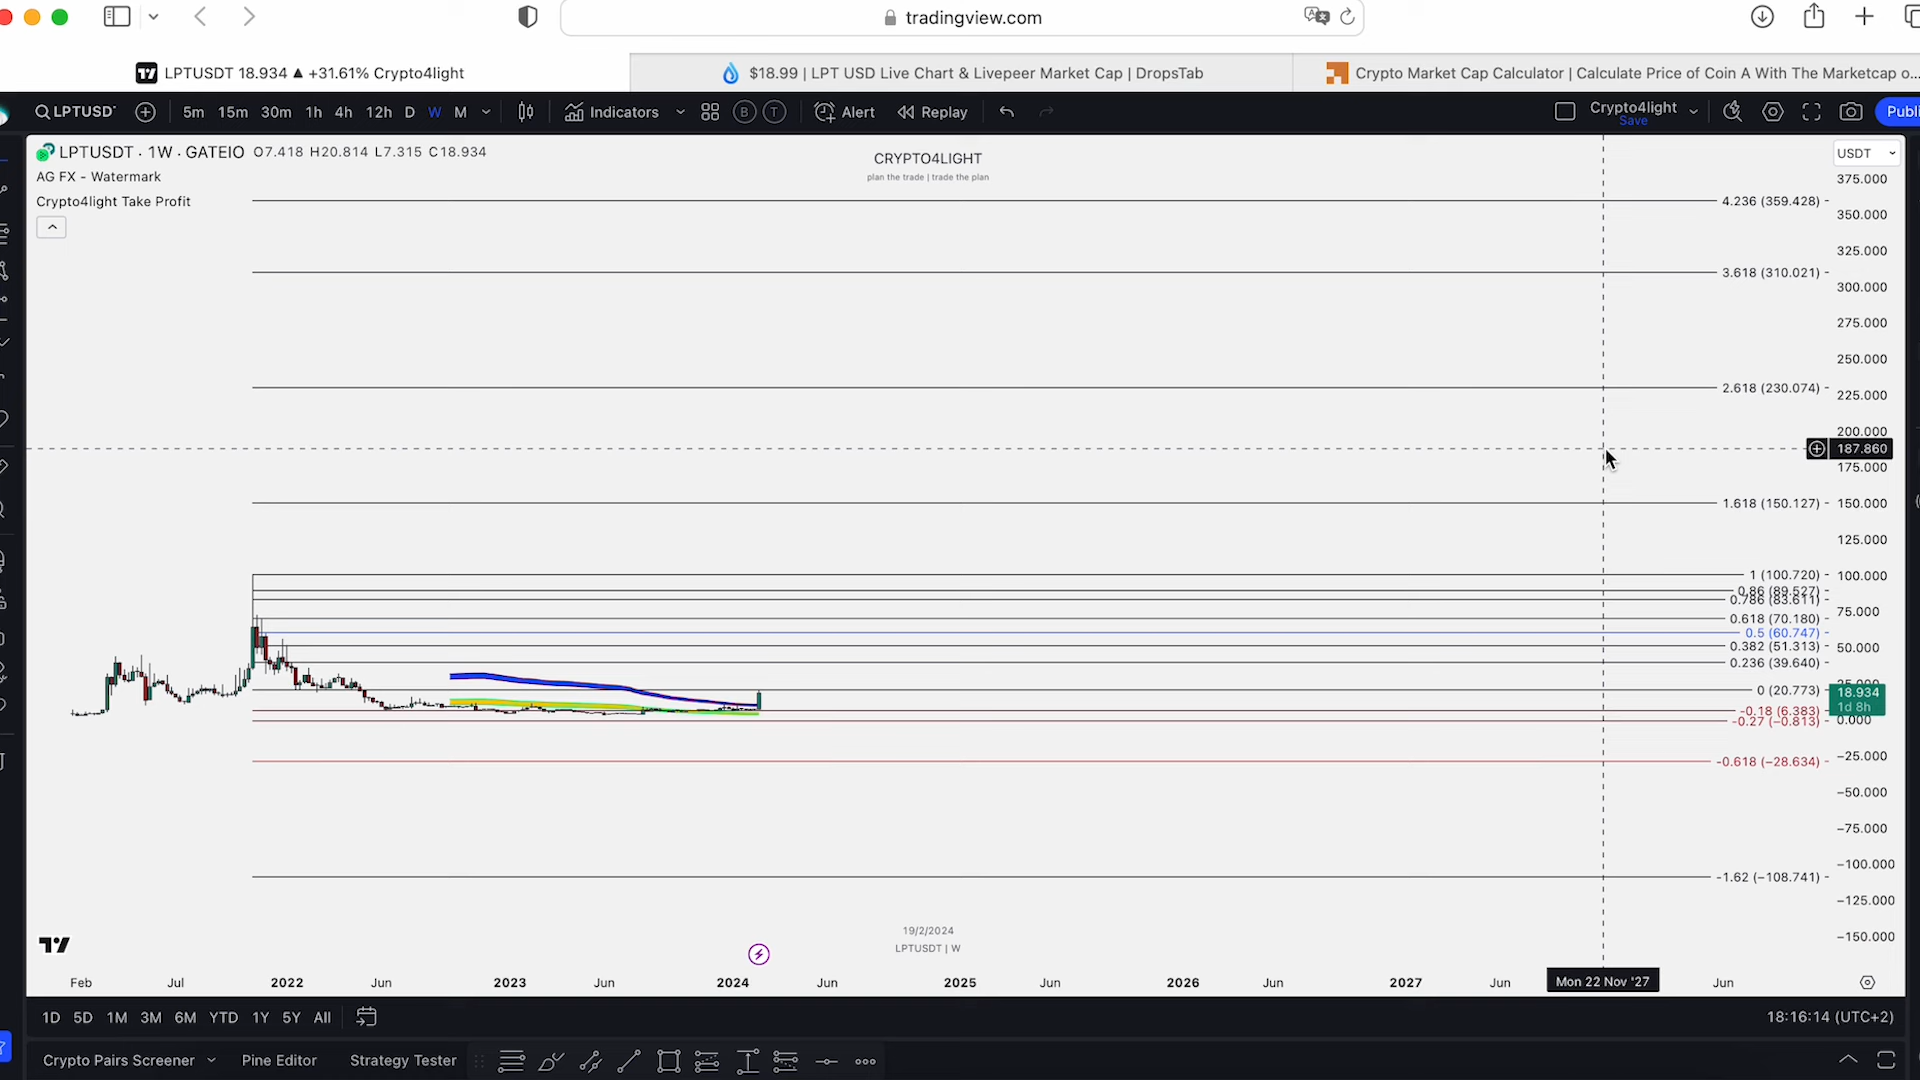 tradingview.com
LPTUSDT 18.934 ▲ +31.61% Crypto4light
$18.99 | LPT USD Live Chart & Livepeer Market Cap | DropsTab
Crypto Market Cap Calculator | Calculate Price of Coin A With The Marketcap o...
LPTUSDT 5m 15m 30m 1h 4h 12h D W M Indicators B T Alert Replay Crypto4light Publi
Save
LPTUSDT · 1W · GATEIO O7.418 H20.814 L7.315 C18.934
AG FX - Watermark
Crypto4light Take Profit
CRYPTO4LIGHT
plan the trade | trade the plan
USDT
375.000
4.236 (359.428)
350.000
325.000
3.618 (310.021)
300.000
275.000
250.000
2.618 (230.074)
225.000
200.000
187.860
175.000
1.618 (150.127) 150.000
125.000
1 (100.720) 100.000
0.86 (89.527)
0.786 (83.611)
75.000
0.618 (70.180)
0.5 (60.747)
0.382 (51.313) 50.000
0.236 (39.640)
25.000
0 (20.773) 18.934
1d 8h
-0.18 (6.383)
-0.27 (−0.813) 0.000
−25.000
-0.618 (−28.634)
−50.000
−75.000
−100.000
-1.62 (−108.741)
−125.000
−150.000
19/2/2024
LPTUSDT | W
Feb Jul 2022 Jun 2023 Jun 2024 Jun 2025 Jun 2026 Jun 2027 Jun Mon 22 Nov '27 Jun
1D 5D 1M 3M 6M YTD 1Y 5Y All 18:16:14 (UTC+2)
Crypto Pairs Screener Pine Editor Strategy Tester